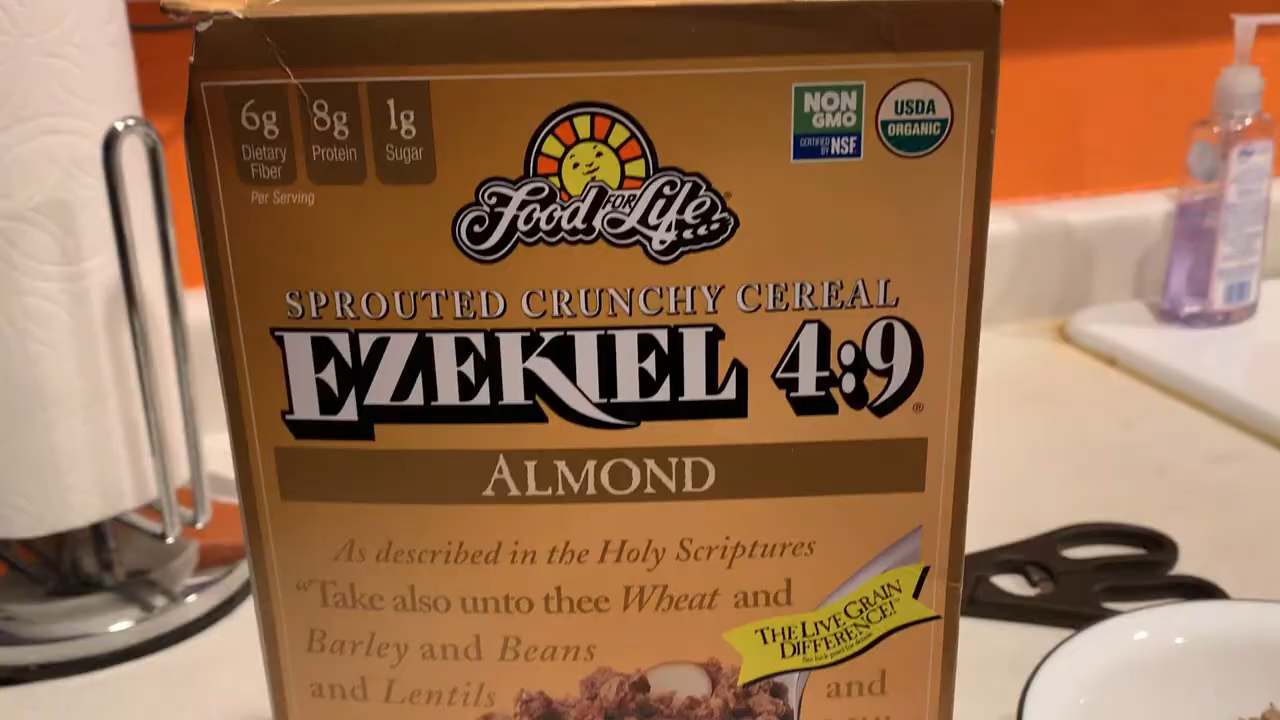 6g
Dietary
Fiber
8g
Protein
1g
Sugar
Per Serving
Food FOR Life®
NON
GMO
CERTIFIED BY NSF
USDA
ORGANIC
SPROUTED CRUNCHY CEREAL
EZEKIEL 4:9®
ALMOND
As described in the Holy Scriptures
“Take also unto thee Wheat and
Barley and Beans
and Lentils
and
THE LIVE GRAIN
DIFFERENCE!™